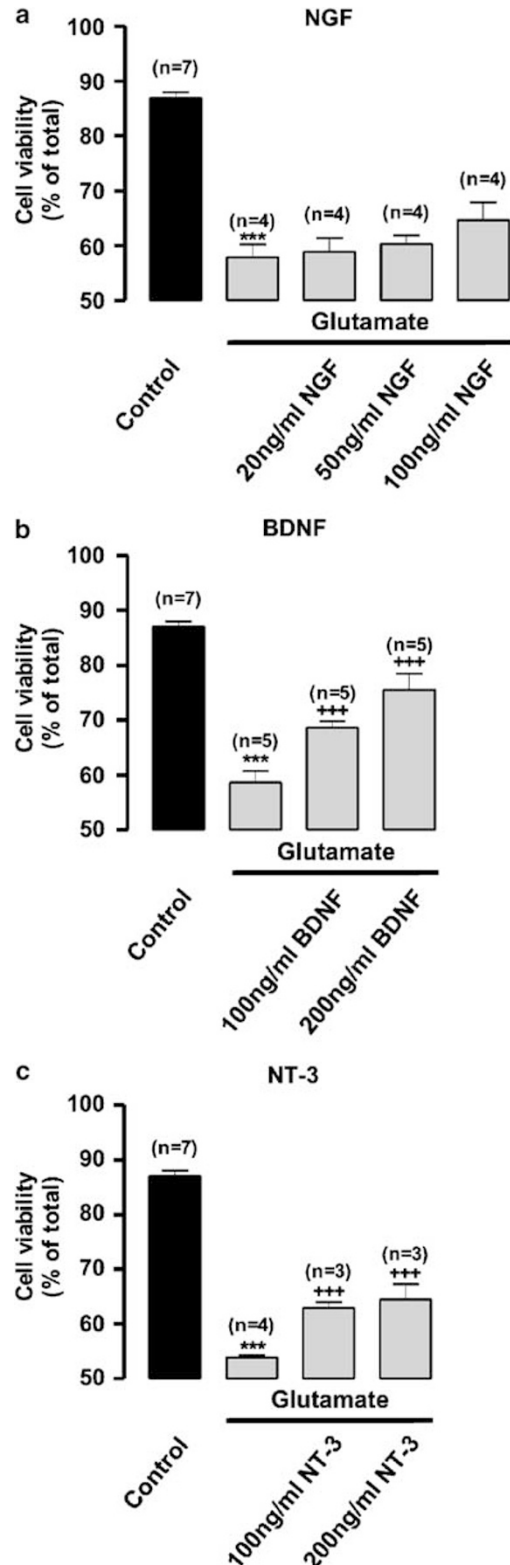 a
NGF
Cell viability
(% of total)
100
90
80
70
60
50
(n=7)
(n=4)
***
(n=4)
(n=4)
(n=4)
Glutamate
Control
20ng/ml NGF
50ng/ml NGF
100ng/ml NGF
b
BDNF
Cell viability
(% of total)
100
90
80
70
60
50
(n=7)
(n=5)
***
(n=5)
+++
(n=5)
+++
Glutamate
Control
100ng/ml BDNF
200ng/ml BDNF
c
NT-3
Cell viability
(% of total)
100
90
80
70
60
50
(n=7)
(n=4)
***
(n=3)
+++
(n=3)
+++
Glutamate
Control
100ng/ml NT-3
200ng/ml NT-3